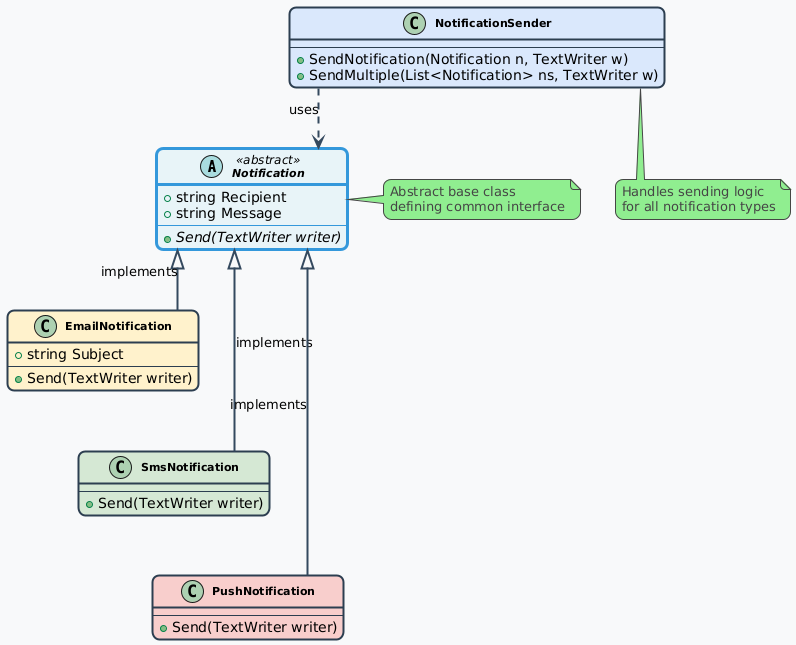 C NotificationSender
SendNotification(Notification n, TextWriter w)
SendMultiple(List<Notification> ns, TextWriter w)
uses
A «abstract»
Notification
string Recipient
string Message
Send(TextWriter writer)
Abstract base class
defining common interface
Handles sending logic
for all notification types
implements
C EmailNotification
string Subject
Send(TextWriter writer)
implements
implements
C SmsNotification
Send(TextWriter writer)
C PushNotification
Send(TextWriter writer)